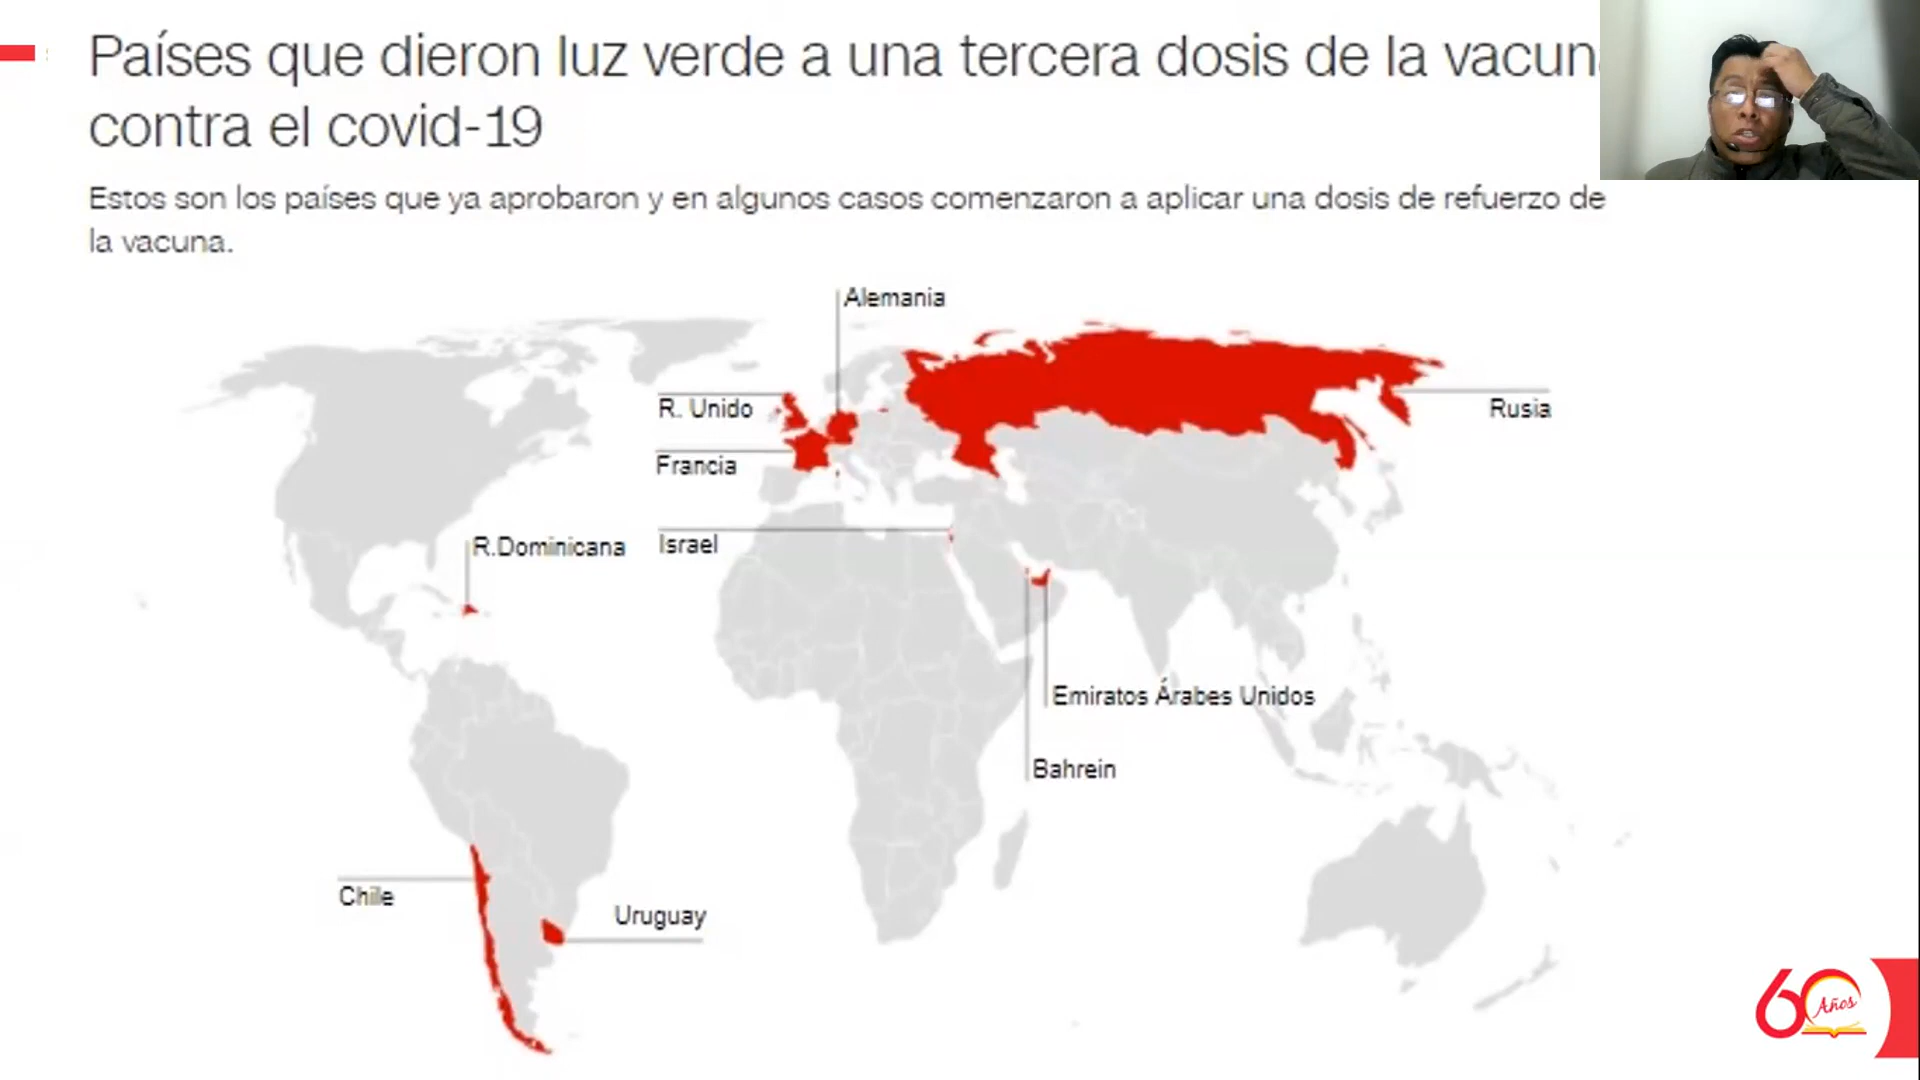 Países que dieron luz verde a una tercera dosis de la vacun
contra el covid-19
Estos son los países que ya aprobaron y en algunos casos comenzaron a aplicar una dosis de refuerzo de
la vacuna.
Alemania
R. Unido
Rusia
Francia
R.Dominicana
Israel
Emiratos Árabes Unidos
Bahrein
Chile
Uruguay
60 Años